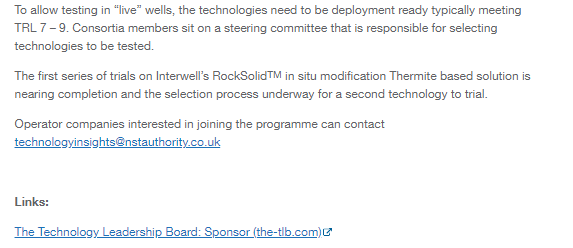 To allow testing in “live” wells, the technologies need to be deployment ready typically meeting
TRL 7 – 9. Consortia members sit on a steering committee that is responsible for selecting
technologies to be tested.
The first series of trials on Interwell’s RockSolid™ in situ modification Thermite based solution is
nearing completion and the selection process underway for a second technology to trial.
Operator companies interested in joining the programme can contact
technologyinsights@nstauthority.co.uk
Links:
The Technology Leadership Board: Sponsor (the-tlb.com)